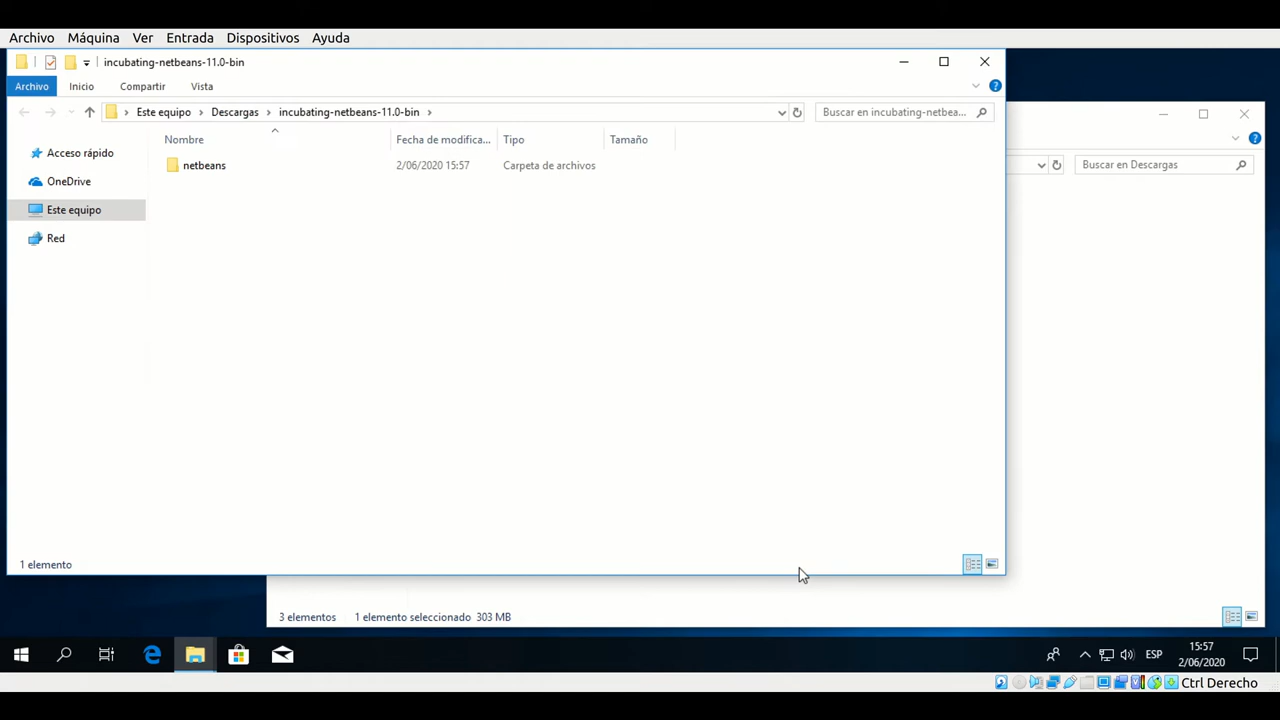 Archivo Máquina Ver Entrada Dispositivos Ayuda
incubating-netbeans-11.0-bin
Archivo Inicio Compartir Vista
Este equipo Descargas incubating-netbeans-11.0-bin Buscar en incubating-netbea...
Buscar en Descargas
Nombre Fecha de modifica... Tipo Tamaño
netbeans 2/06/2020 15:57 Carpeta de archivos
Acceso rápido
OneDrive
Este equipo
Red
1 elemento
3 elementos 1 elemento seleccionado 303 MB
ESP 15:57
2/06/2020
Ctrl Derecho